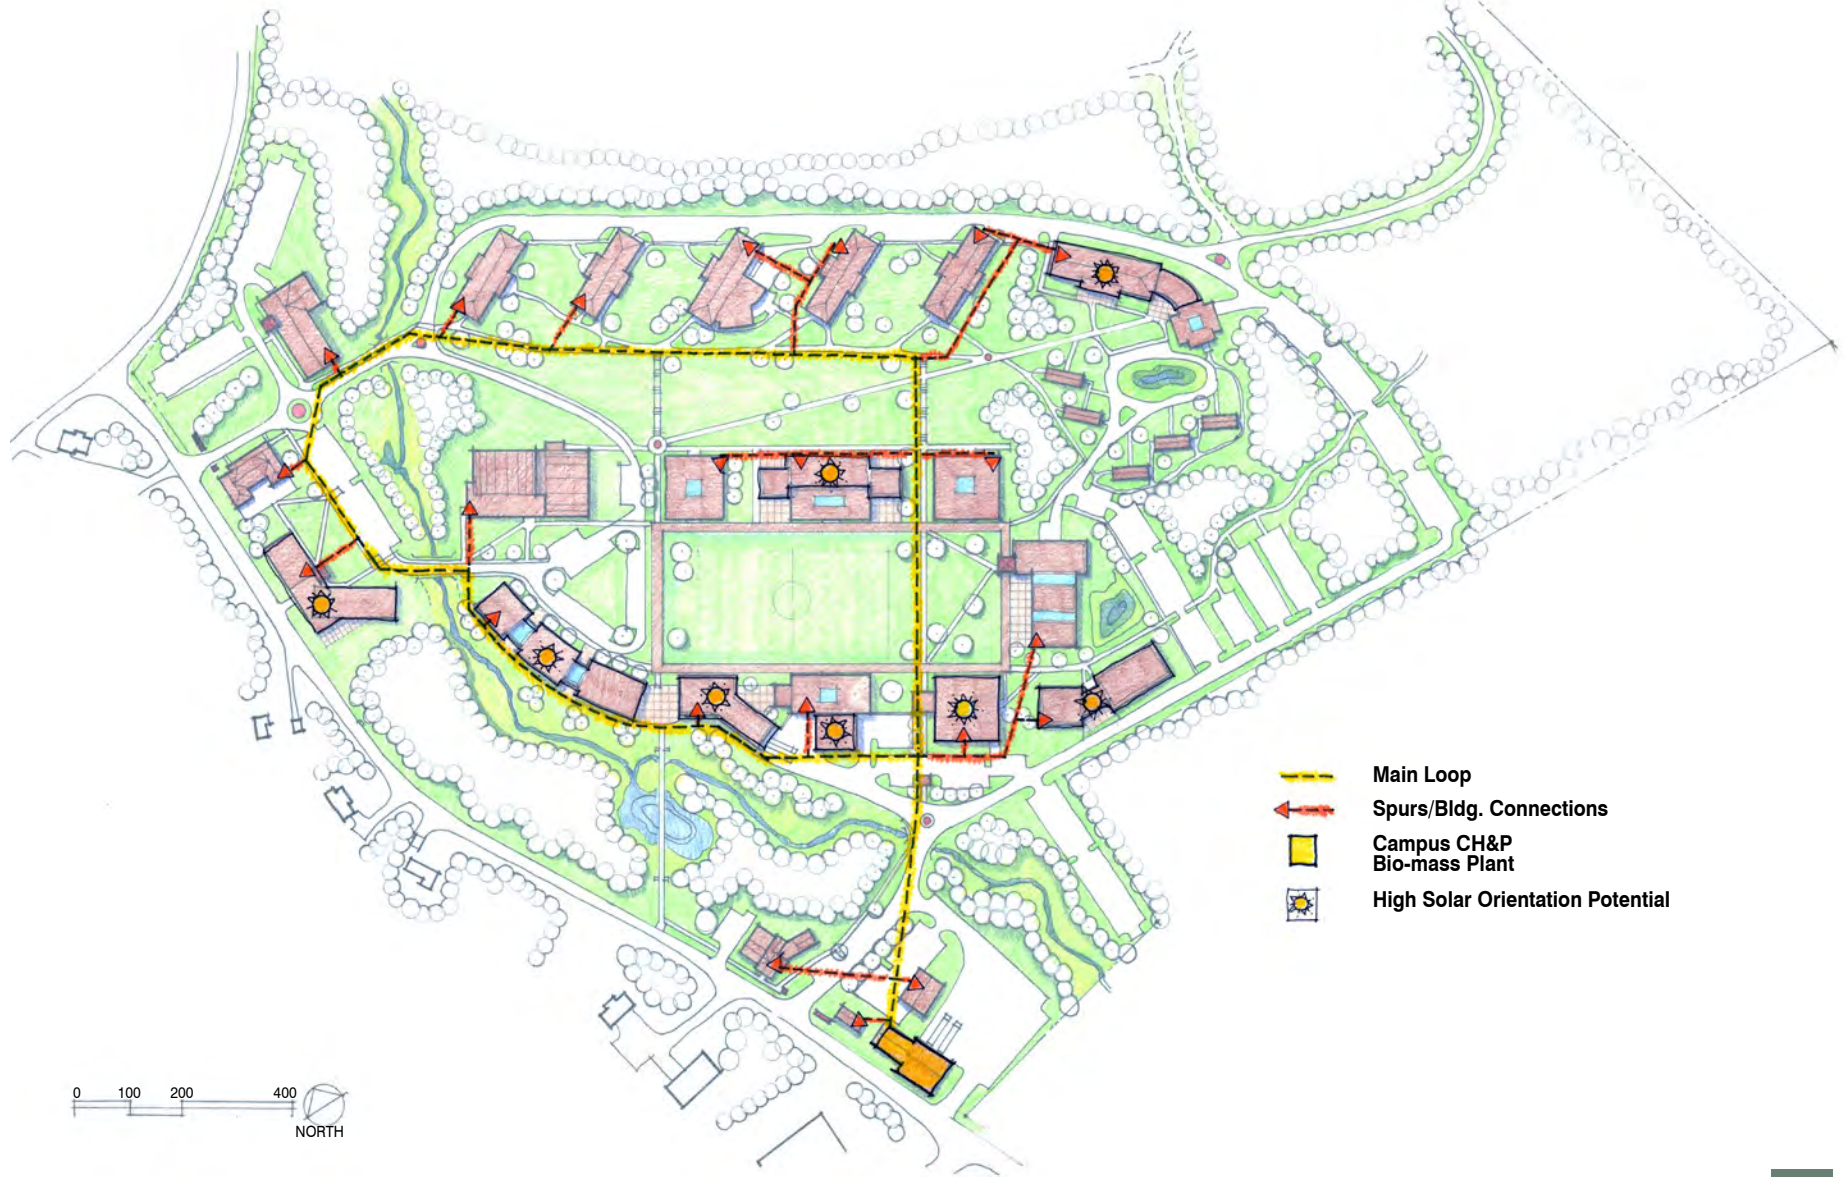 Main Loop
Spurs/Bldg. Connections
Campus CH&P
Bio-mass Plant
High Solar Orientation Potential
0 100 200 400
NORTH